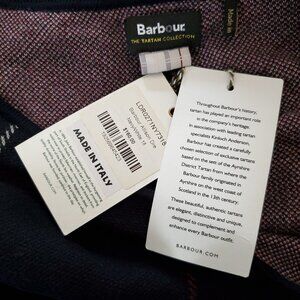 Barbour
THE TARTAN COLLECTION
Made in
MADE IN ITALY
Throughout Barbour's history,
tartan has played an important role
in the company's heritage.
In association with leading tartan
specialists Kinloch Anderson,
Barbour has created a carefully
chosen selection of exclusive tartans
based on the sett of the Ayrshire
District Tartan from where the
Barbour family originated in
Ayrshire on the west coast of
Scotland in the 13th century.
These beautiful, authentic tartans
are elegant, distinctive and unique,
designed to complement and
enhance every Barbour outfit.
BARBOUR.COM